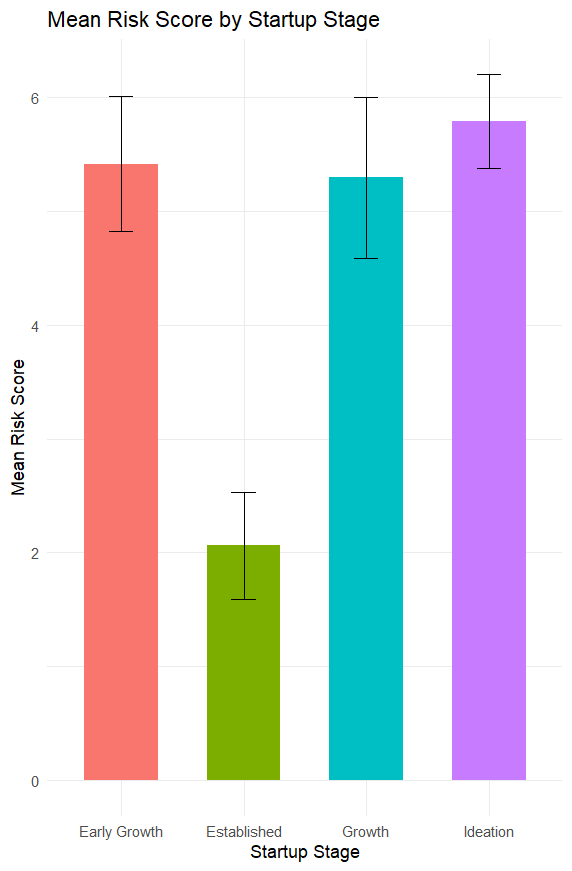 Mean Risk Score by Startup Stage
Mean Risk Score
6
4
2
0
Early Growth
Established
Growth
Ideation
Startup Stage